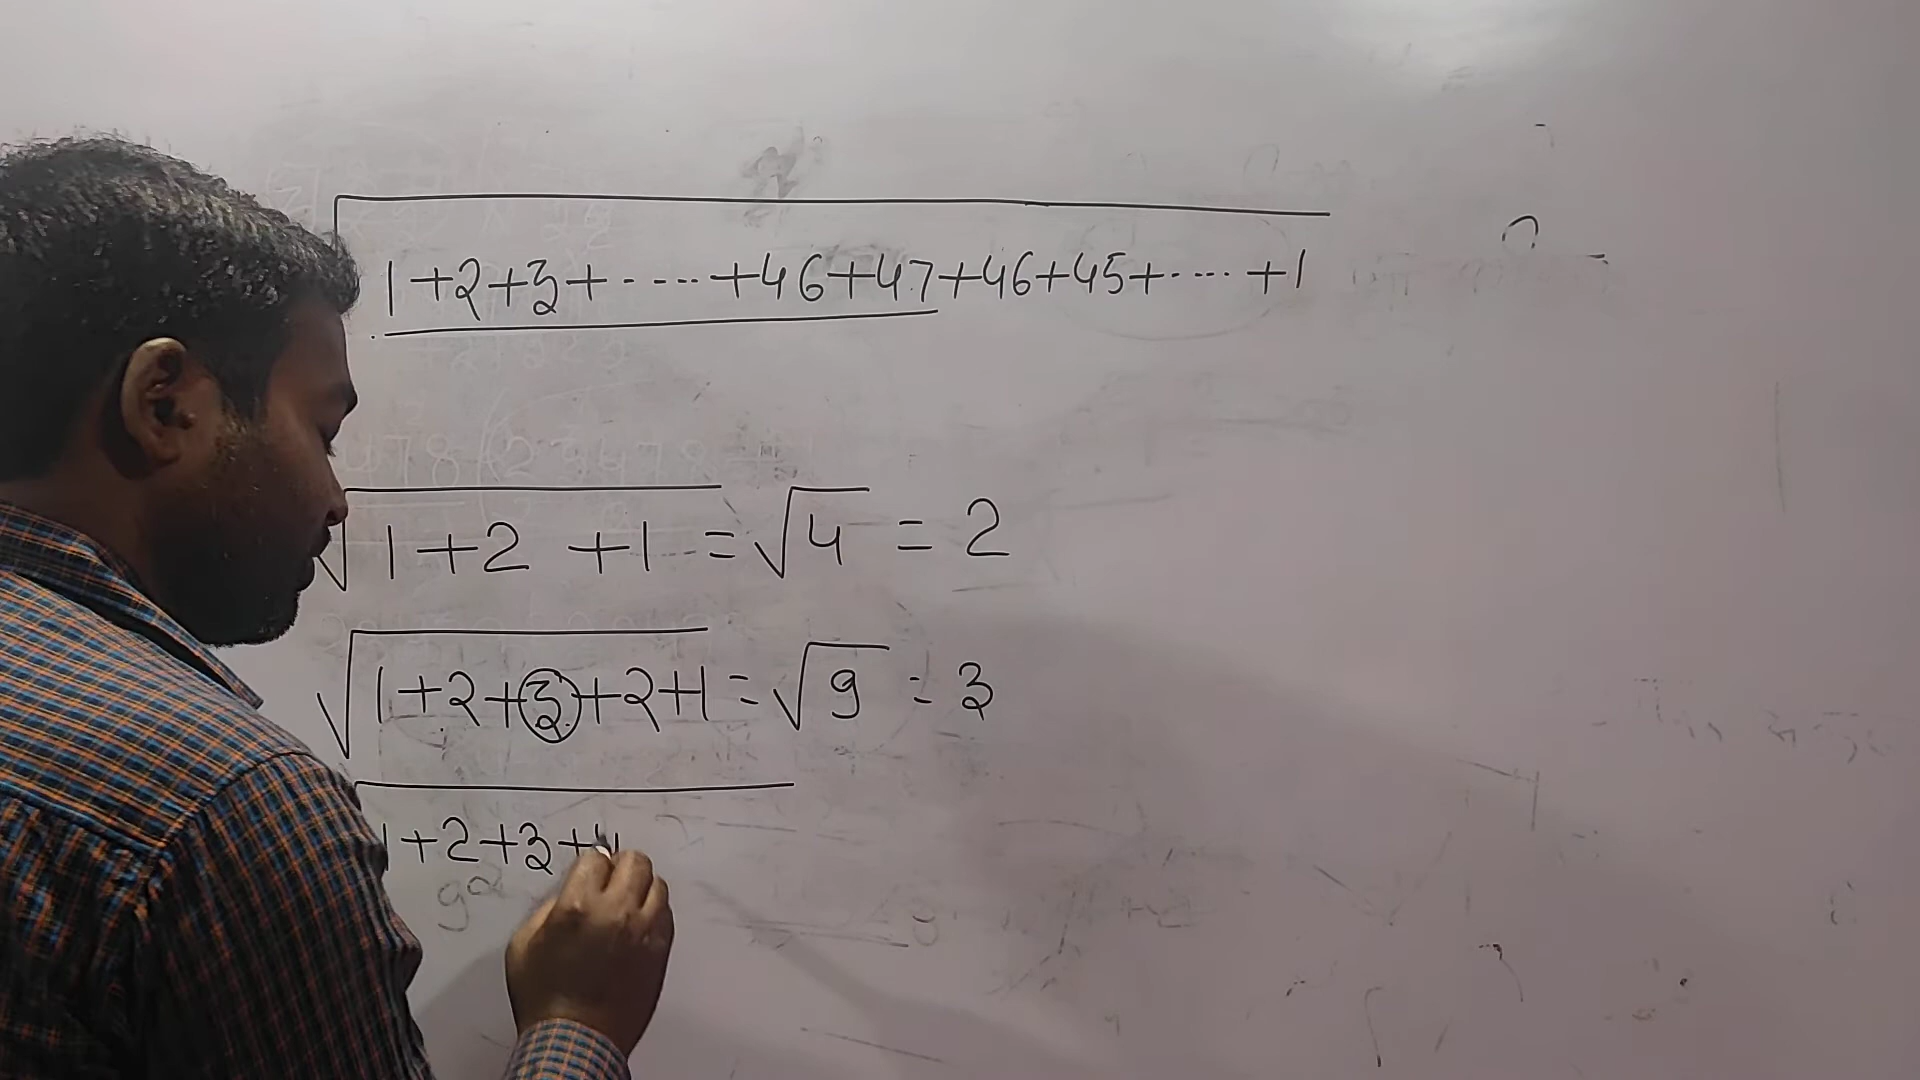 √1+2+3+-----+46+47+46+45+-----+1
√1+2 +1 = √4 = 2
√1+2+3+2+1 = √9 = 3
√1+2+3+4
92